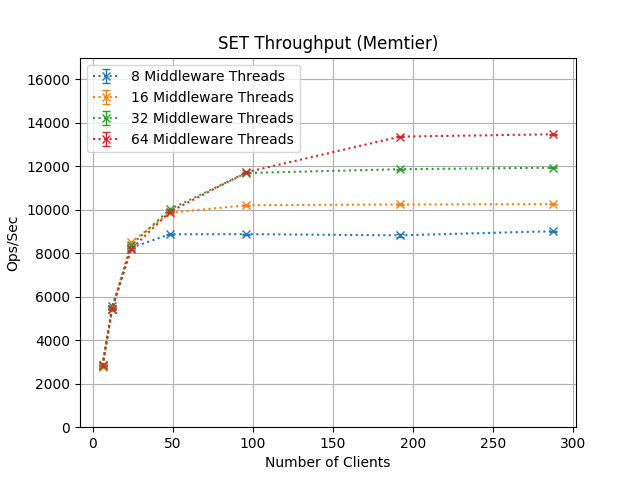 SET Throughput (Memtier)
8 Middleware Threads
16 Middleware Threads
32 Middleware Threads
64 Middleware Threads
Ops/Sec
16000
14000
12000
10000
8000
6000
4000
2000
0
0 50 100 150 200 250 300
Number of Clients